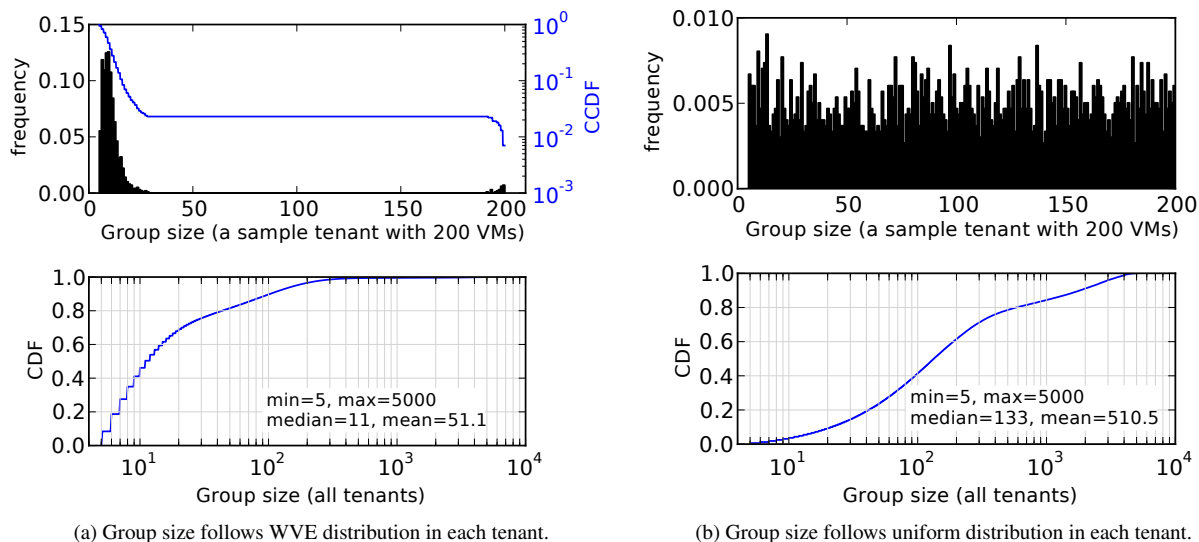 0.15
0.10
0.05
0.00
frequency
10^0
10^-1
10^-2
10^-3
CCDF
0 50 100 150 200
Group size (a sample tenant with 200 VMs)
1.0
0.8
0.6
0.4
0.2
0.0
CDF
min=5, max=5000
median=11, mean=51.1
10^1 10^2 10^3 10^4
Group size (all tenants)
(a) Group size follows WVE distribution in each tenant.
0.010
0.005
0.000
frequency
0 50 100 150 200
Group size (a sample tenant with 200 VMs)
1.0
0.8
0.6
0.4
0.2
0.0
CDF
min=5, max=5000
median=133, mean=510.5
10^1 10^2 10^3 10^4
Group size (all tenants)
(b) Group size follows uniform distribution in each tenant.